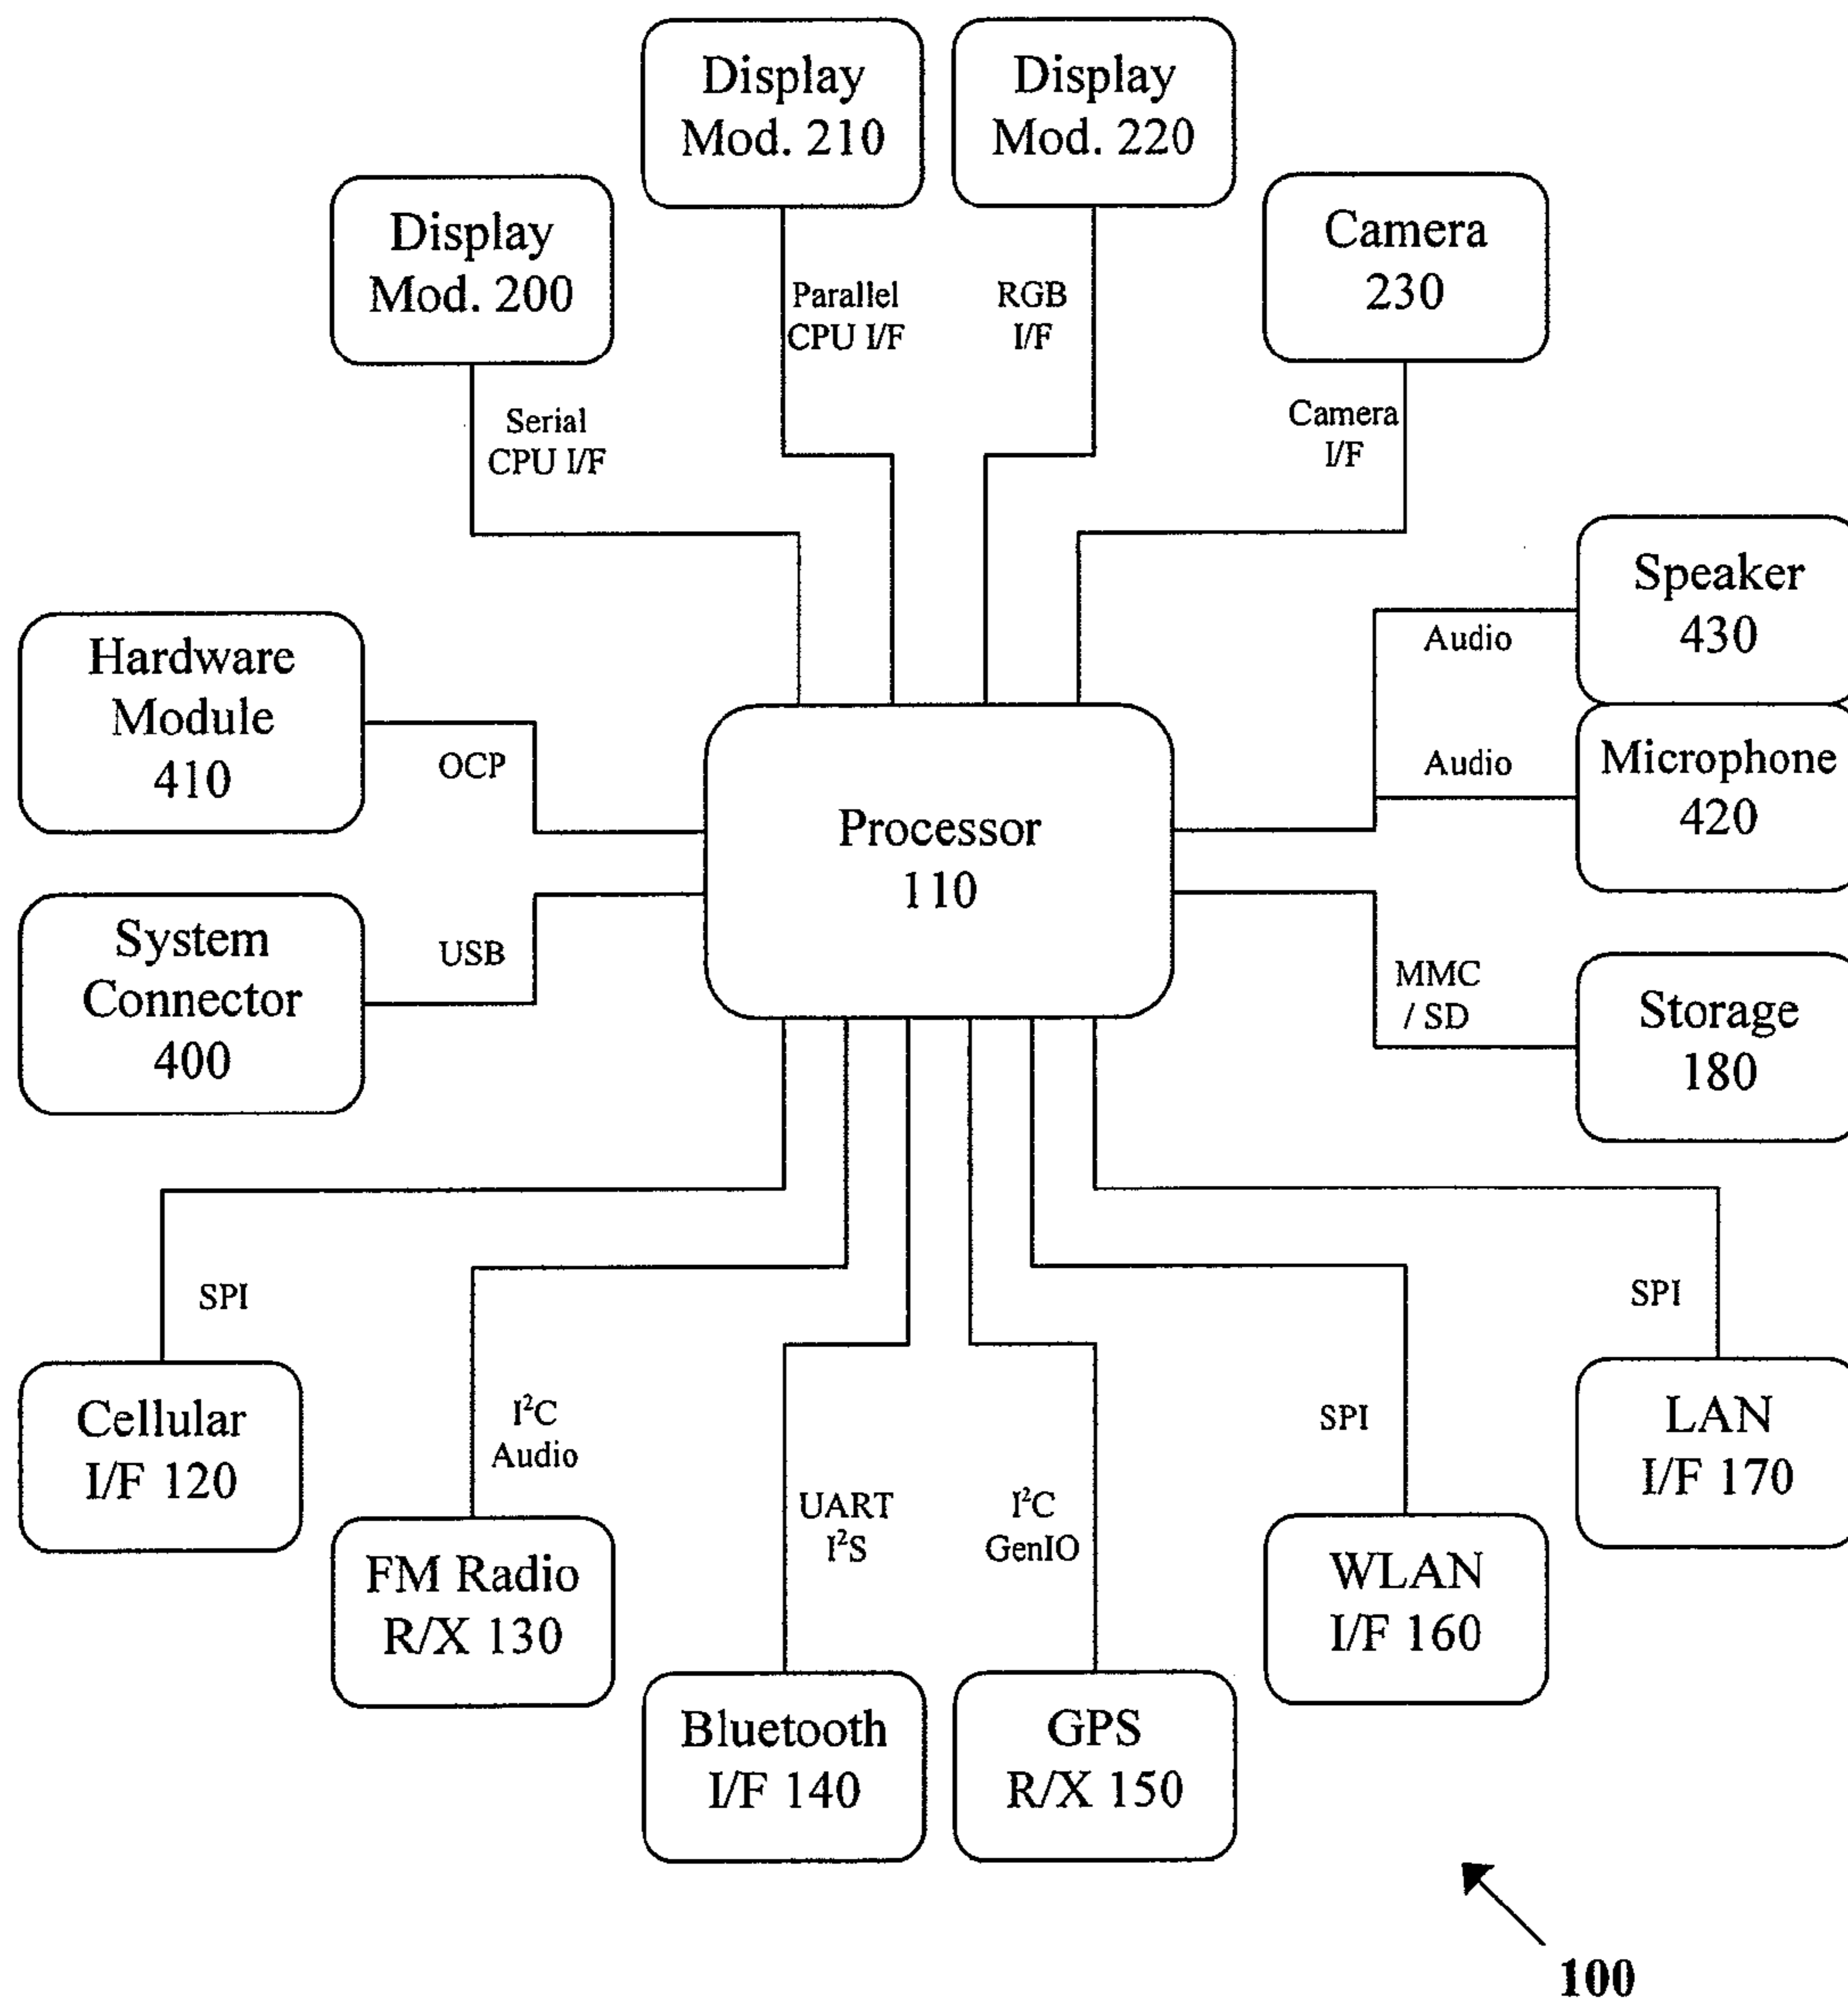 Display
Mod. 210
Display
Mod. 220
Display
Mod. 200
Camera
230
Parallel
CPU I/F
RGB
I/F
Serial
CPU I/F
Camera
I/F
Speaker
430
Audio
Hardware
Module
410
OCP
Audio
Microphone
420
Processor
110
System
Connector
400
USB
MMC
/ SD
Storage
180
SPI
SPI
Cellular
I/F 120
I²C
Audio
SPI
LAN
I/F 170
UART
I²S
I²C
GenIO
FM Radio
R/X 130
WLAN
I/F 160
Bluetooth
I/F 140
GPS
R/X 150
100